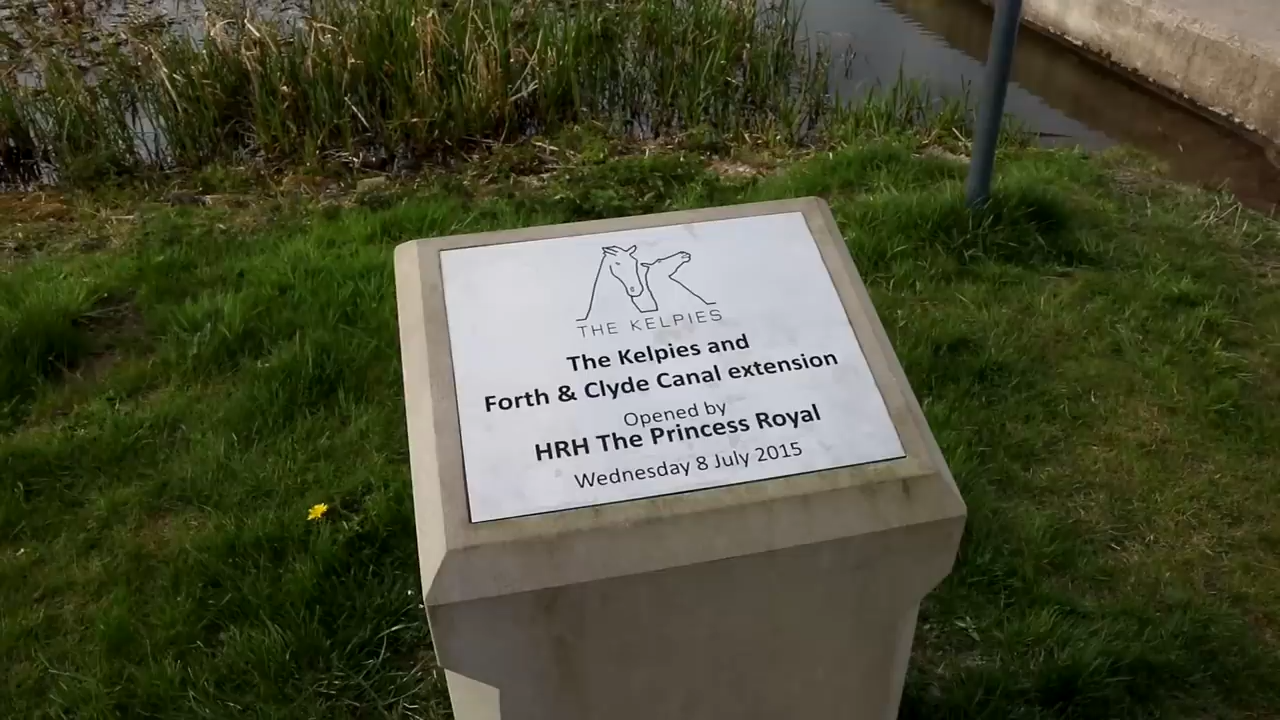 THE KELPIES
The Kelpies and
Forth & Clyde Canal extension
Opened by
HRH The Princess Royal
Wednesday 8 July 2015